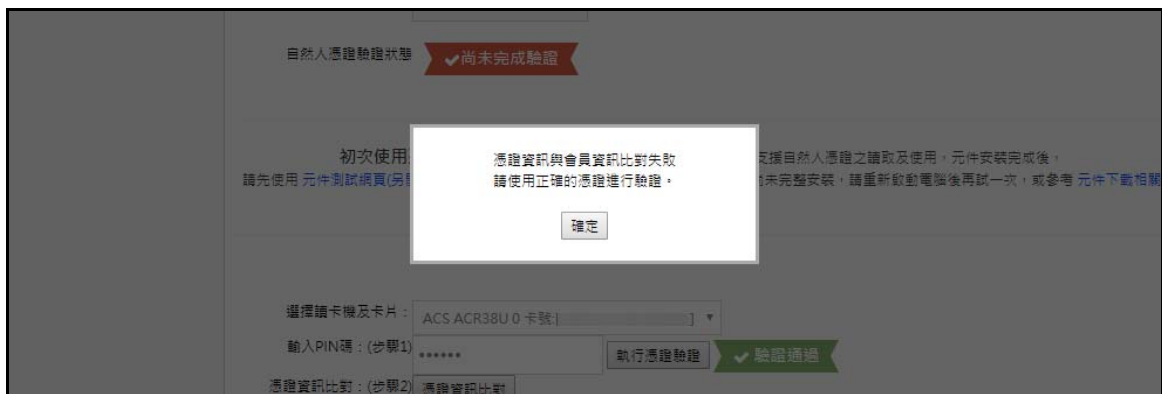 自然人憑證驗證狀態
尚未完成驗證
初次使用
支援自然人憑證之讀取及使用，元件安裝完成後，
請先使用 元件測試網頁(另
未完整安裝，請重新啟動電腦後再試一次，或參考 元件下載相關
憑證資訊與會員資訊比對失敗
請使用正確的憑證進行驗證。
確定
選擇讀卡機及卡片：
ACS ACR38U 0 卡號:[ ]
輸入PIN碼：(步驟1)
••••••
執行憑證驗證
驗證通過
憑證資訊比對：(步驟2)
憑證資訊比對